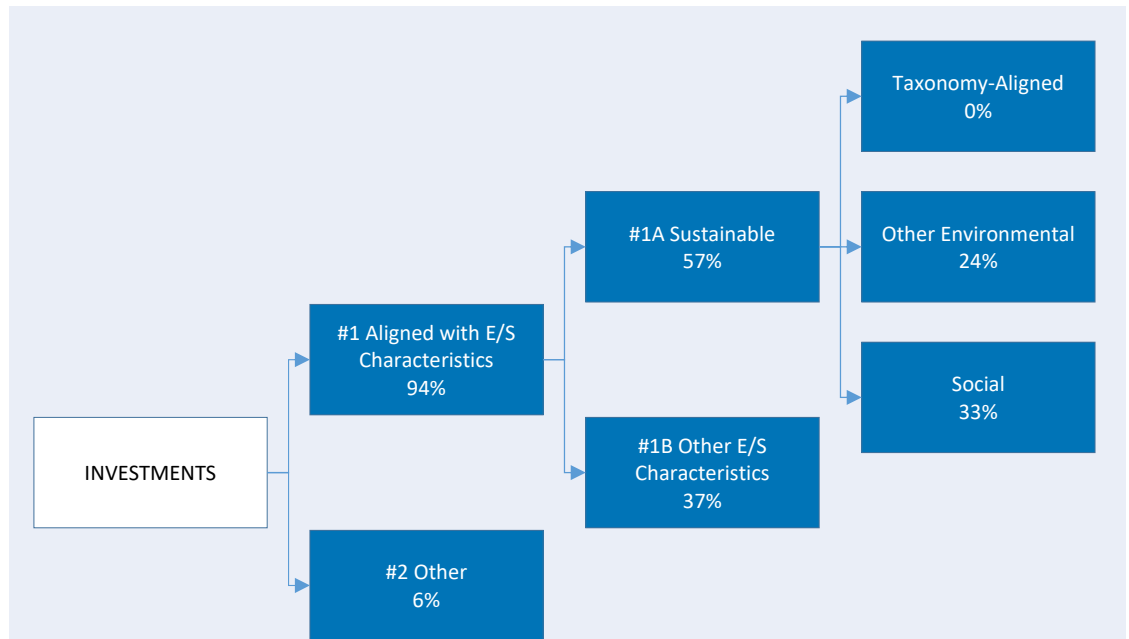 Taxonomy-Aligned
0%
#1A Sustainable
57%
Other Environmental
24%
#1 Aligned with E/S
Characteristics
94%
Social
33%
INVESTMENTS
#1B Other E/S
Characteristics
37%
#2 Other
6%